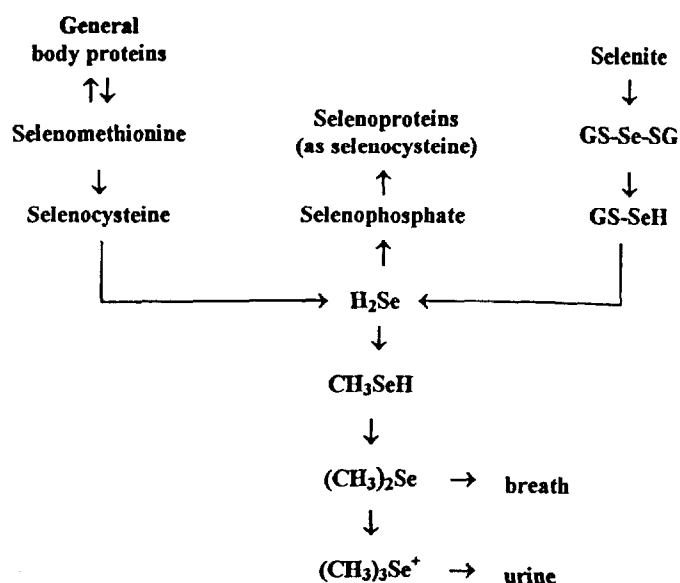 General
body proteins
↑↓
Selenomethionine
↓
Selenocysteine
Selenoproteins
(as selenocysteine)
↑
Selenophosphate
↑
Selenite
↓
GS-Se-SG
↓
GS-SeH
H₂Se
↓
CH₃SeH
↓
(CH₃)₂Se → breath
↓
(CH₃)₃Se⁺ → urine